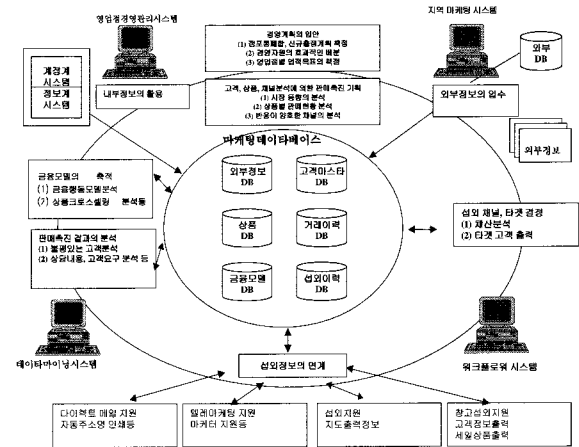 영업점경영관리시스템
지역 마케팅 시스템
경영계획의 입안
(1) 점포통폐합, 신규출점계획 책정
(2) 경영자원의 효과적인 배분
(3) 영업점별 업적목표의 책정
외부
DB
계정계
시스템
정보계
시스템
내부정보의 활용
고객, 상품, 채널분석에 의한 판매촉진 기획
(1) 시장 동향의 분석
(2) 상품별 판매현황 분석
(3) 반응이 양호한 채널의 분석
외부정보의 입수
외부정보
마케팅데이타베이스
외부정보
DB
고객마스타
DB
상품
DB
거래이력
DB
금융모델
DB
섭외이력
DB
금융모델의 축적
(1) 금융행동모델분석
(2) 상품크로스셀링 분석등
판매촉진 결과의 분석
(1) 불평있는 고객분석
(2) 상담내용, 고객요구 분석 등
섭외 채널, 타겟 결정
(1) 채산분석
(2) 타겟 고객 출력
데이타마이닝시스템
섭외정보의 연계
워크플로워 시스템
다이렉트 메일 지원
자동주소명 인쇄등
텔레마케팅 지원
마케터 지원등
섭외지원
지도출력정보
창고섭외지원
고객정보출력
세일상품출력